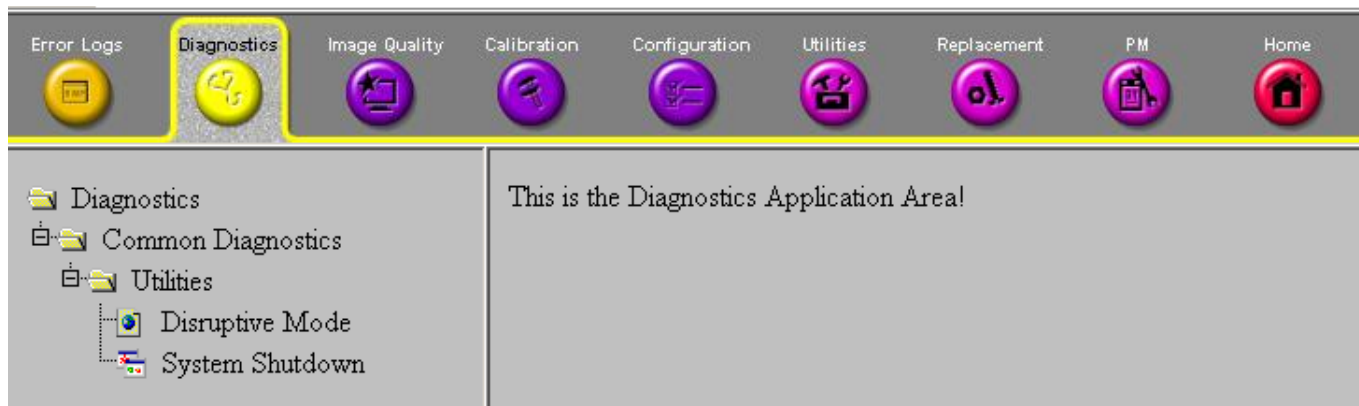 Error Logs
Diagnostics
Image Quality
Calibration
Configuration
Utilities
Replacement
PM
Home
Diagnostics
Common Diagnostics
Utilities
Disruptive Mode
System Shutdown
This is the Diagnostics Application Area!